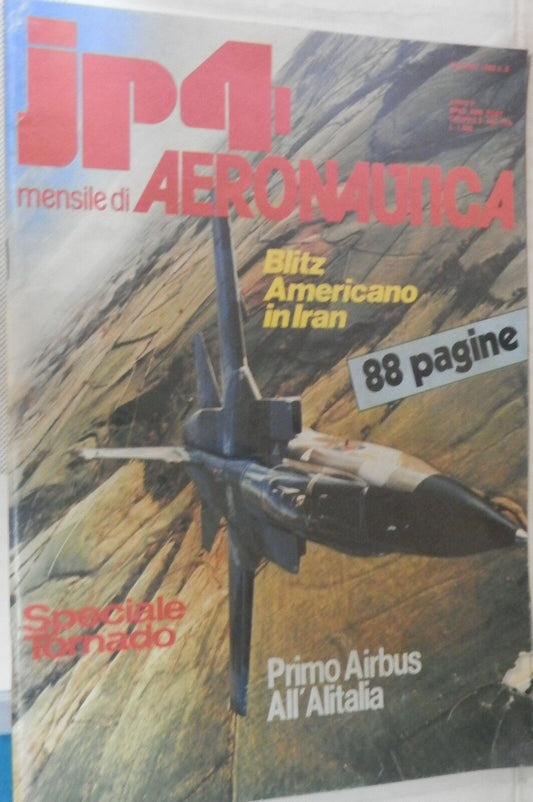 jp4
mensile di AERONAUTICA
Blitz
Americano
in Iran
88 pagine
Speciale
Tornado
Primo Airbus
All'Alitalia